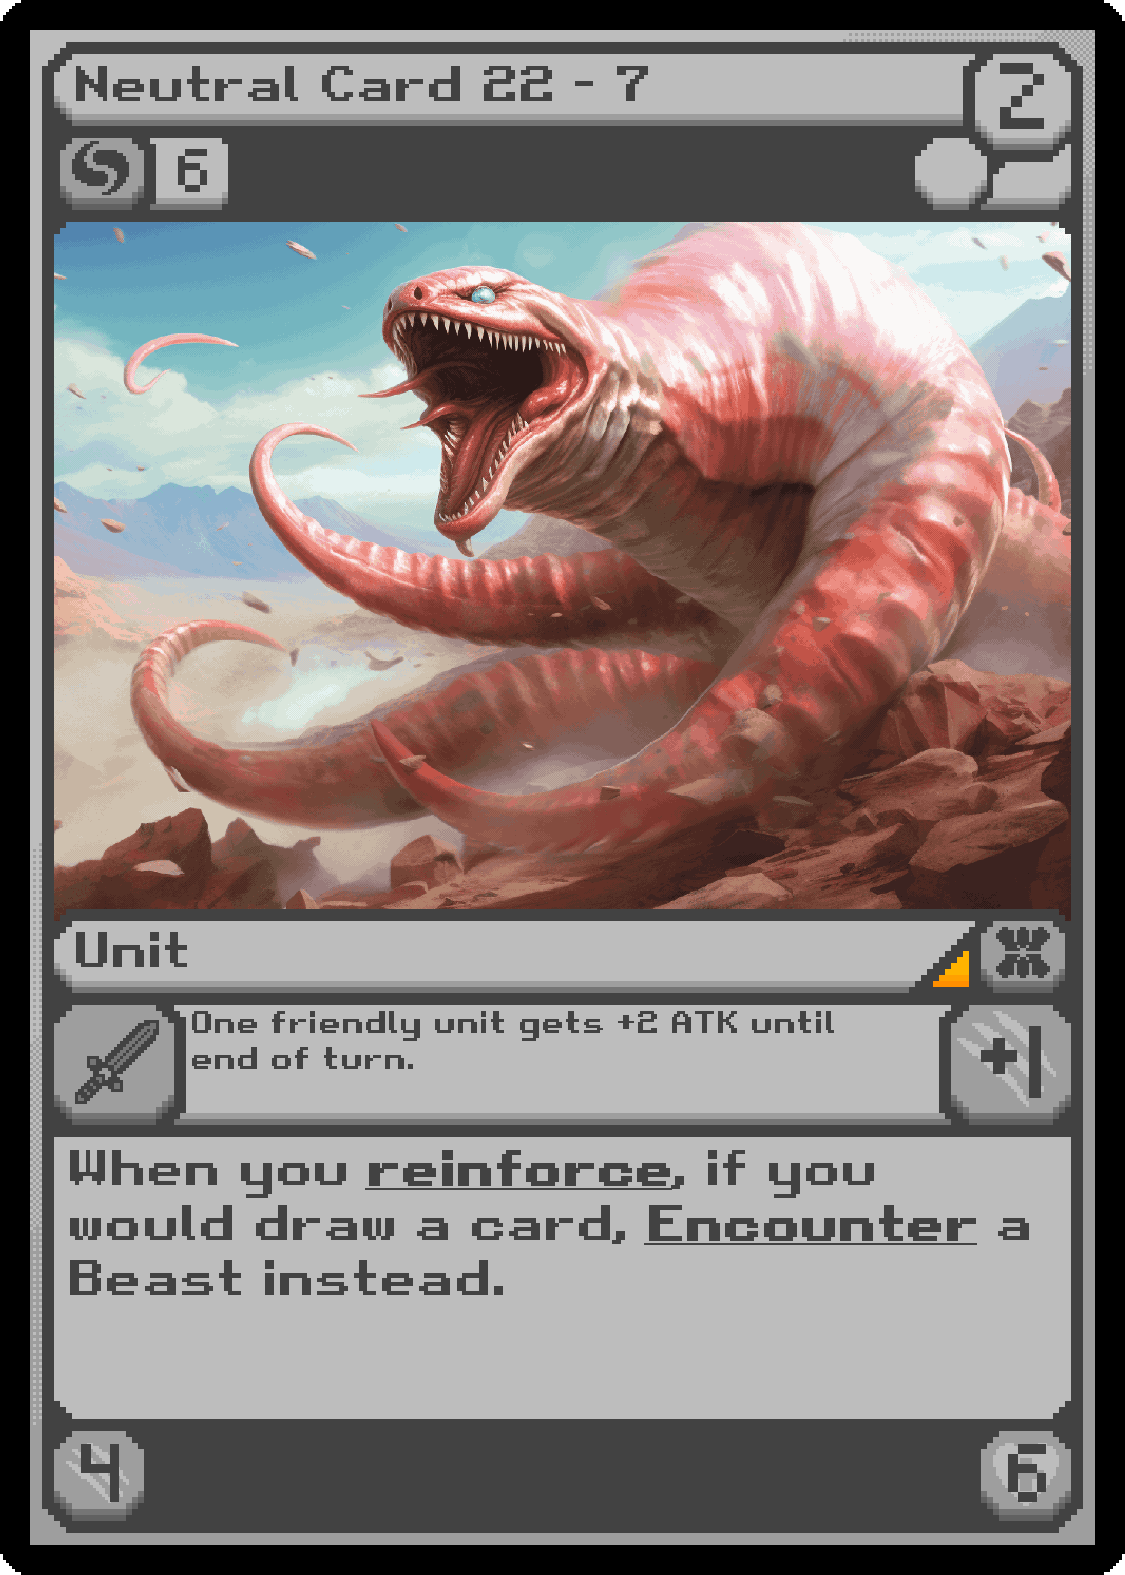 Neutral Card 22 - 7
2
6
Unit
One friendly unit gets +2 ATK until
end of turn.
+1
When you reinforce, if you
would draw a card, Encounter a
Beast instead.
4
6